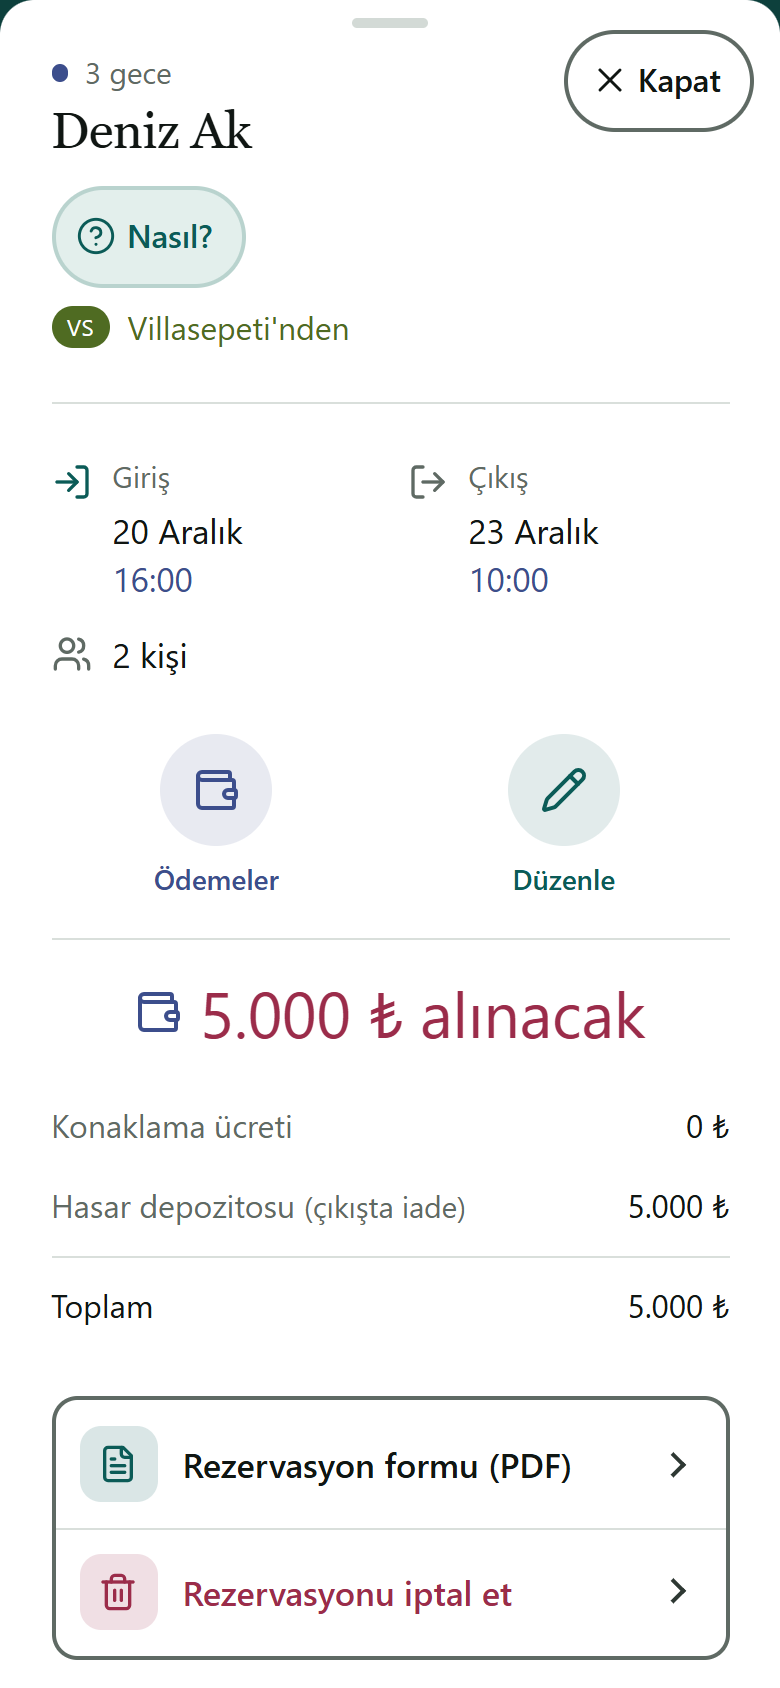 3 gece
Kapat
Deniz Ak
Nasıl?
VS Villasepeti'nden
Giriş
20 Aralık
16:00
Çıkış
23 Aralık
10:00
2 kişi
Ödemeler
Düzenle
5.000 ₺ alınacak
Konaklama ücreti 0 ₺
Hasar depozitosu (çıkışta iade) 5.000 ₺
Toplam 5.000 ₺
Rezervasyon formu (PDF)
Rezervasyonu iptal et